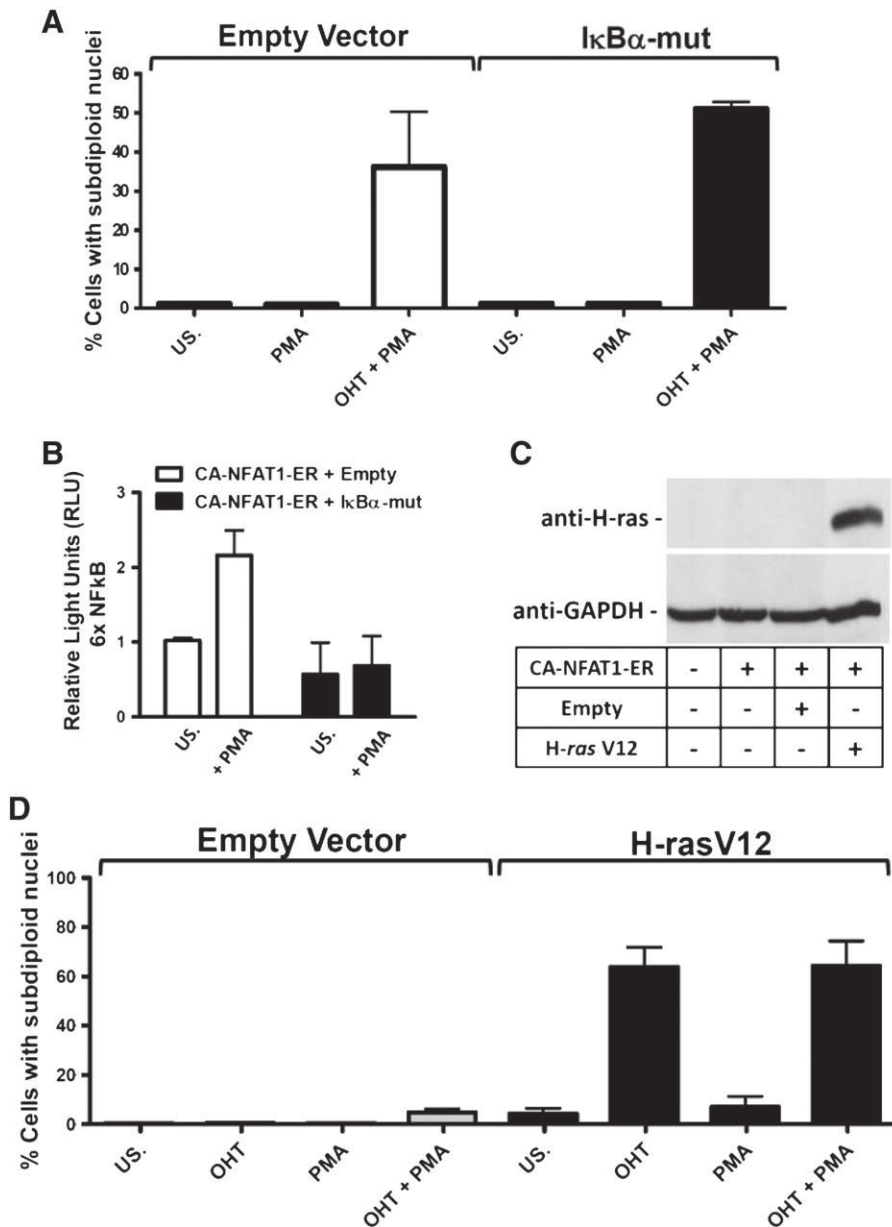 A
Empty Vector
IκBα-mut
% Cells with subdiploid nuclei
60
50
40
30
20
10
0
US.
PMA
OHT + PMA
US.
PMA
OHT + PMA
B
CA-NFAT1-ER + Empty
CA-NFAT1-ER + IκBα-mut
Relative Light Units (RLU)
6x NFkB
3
2
1
0
US.
+ PMA
US.
+ PMA
C
anti-H-ras -
anti-GAPDH -
CA-NFAT1-ER - + + +
Empty - - + -
H-ras V12 - - - +
D
Empty Vector
H-rasV12
% Cells with subdiploid nuclei
100
80
60
40
20
0
US.
OHT
PMA
OHT + PMA
US.
OHT
PMA
OHT + PMA